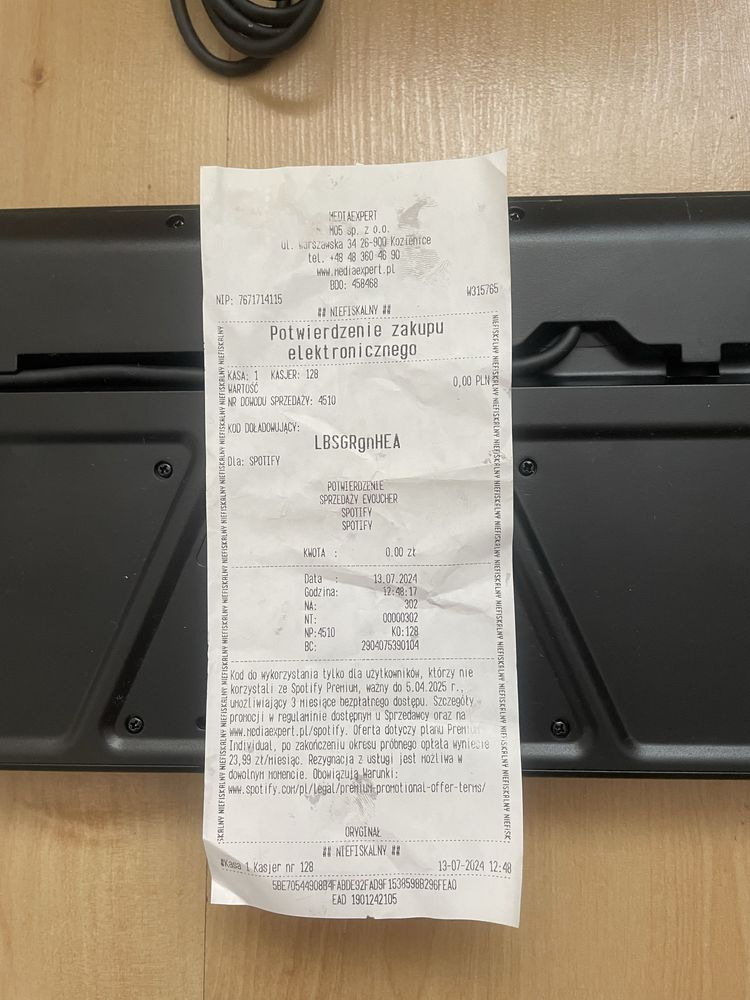 MEDIAEXPERT
M05 sp. z o.o.
ul. Warszawska 34 26-900 Kozienice
tel. +48 48 360 46 90
www.mediaexpert.pl
BDO: 458468
NIP: 7671714115 W315765
## NIEFISKALNY ##
Potwierdzenie zakupu
elektronicznego
KASA: 1 KASJER: 128
WARTOŚĆ 0,00 PLN
NR DOWODU SPRZEDAŻY: 4510
KOD DOŁADOWUJĄCY:
LBSGRgnHEA
Dla: SPOTIFY
POTWIERDZENIE
SPRZEDAŻY EVOUCHER
SPOTIFY
SPOTIFY
KWOTA : 0.00 zł
Data : 13.07.2024
Godzina: 12:48:17
NA: 302
NT: 00000302
NP:4510 KO:128
BC: 2904075390104
Kod do wykorzystania tylko dla użytkowników, którzy nie
korzystali ze Spotify Premium, ważny do 5.04.2025 r.,
umożliwiający 3 miesiące bezpłatnego dostępu. Szczegóły
promocji w regulaminie dostępnym u Sprzedawcy oraz na
www.mediaexpert.pl/spotify. Oferta dotyczy planu Premium
Individual, po zakończeniu okresu próbnego opłata wyniesie
23,99 zł/miesiąc. Rezygnacja z usługi jest możliwa w
dowolnym momencie. Obowiązują Warunki:
www.spotify.com/pl/legal/premium-promotional-offer-terms/
ORYGINAŁ
## NIEFISKALNY ##
#Kasa 1 Kasjer nr 128 13-07-2024 12:48
EAD 1901242105